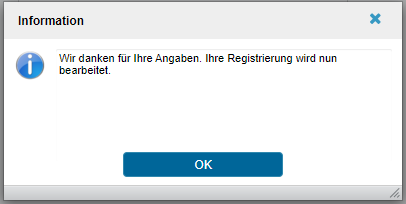 Information
Wir danken für Ihre Angaben. Ihre Registrierung wird nun
bearbeitet.
OK